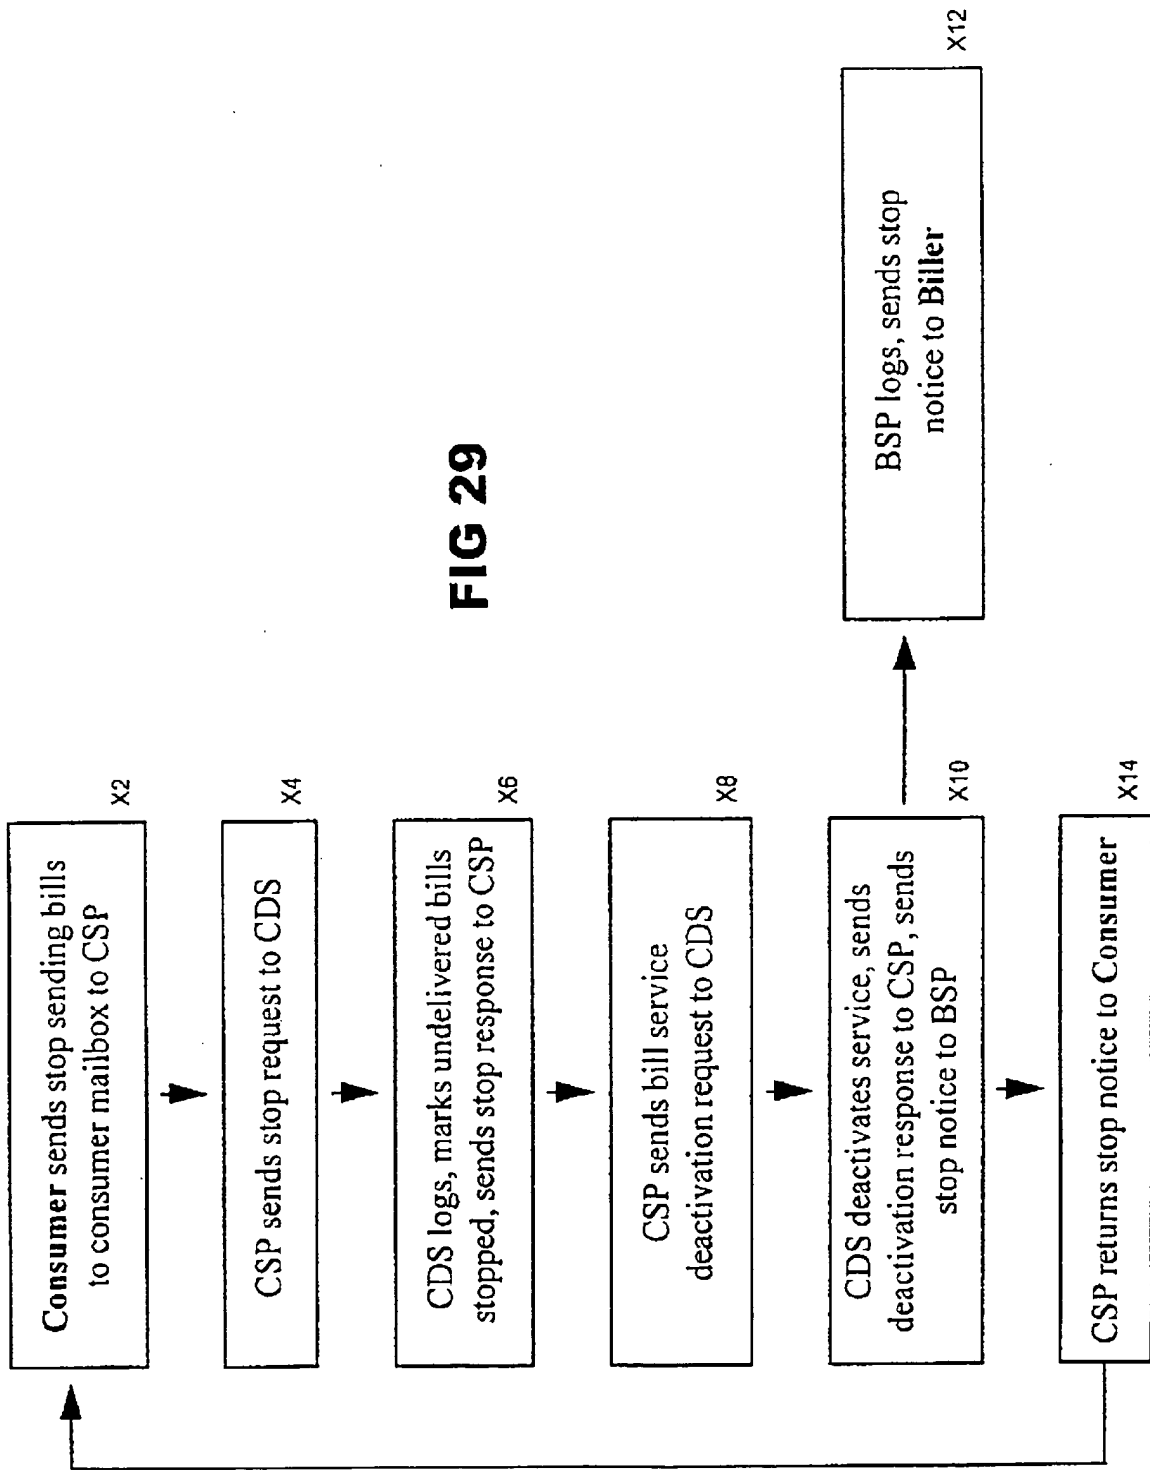 Consumer sends stop sending bills
to consumer mailbox to CSP
X2
CSP sends stop request to CDS
X4
CDS logs, marks undelivered bills
stopped, sends stop response to CSP
X6
CSP sends bill service
deactivation request to CDS
X8
CDS deactivates service, sends
deactivation response to CSP, sends
stop notice to BSP
X10
BSP logs, sends stop
notice to Biller
X12
CSP returns stop notice to Consumer
X14
FIG 29